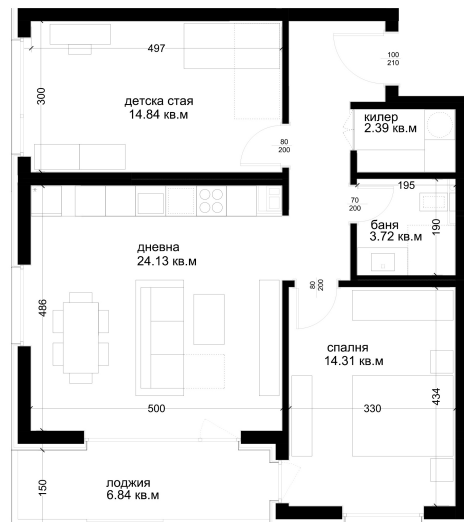 497
100
210
300
детска стая
14.84 кв.м
килер
2.39 кв.м
80
200
195
70
200
баня
3.72 кв.м
190
дневна
24.13 кв.м
80
200
486
спалня
14.31 кв.м
434
500
330
150
лоджия
6.84 кв.м